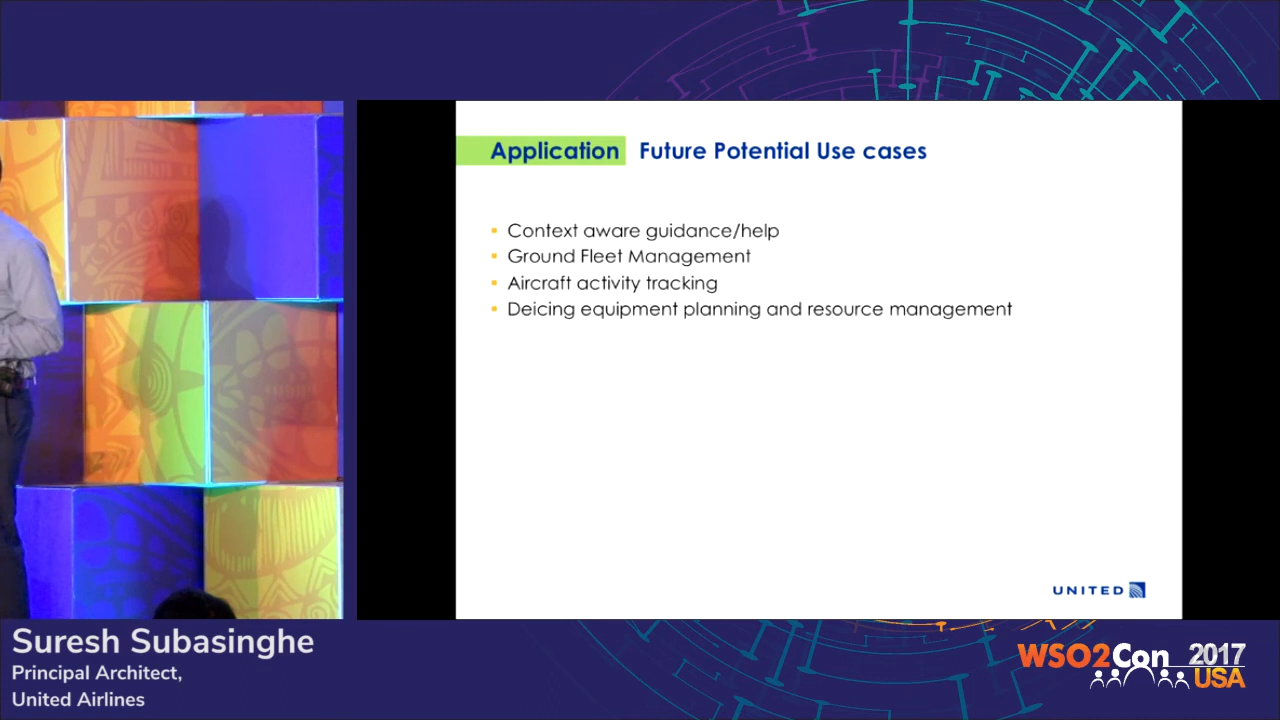 Application Future Potential Use cases
Context aware guidance/help
Ground Fleet Management
Aircraft activity tracking
Deicing equipment planning and resource management
UNITED
Suresh Subasinghe
Principal Architect,
United Airlines
WSO2Con 2017
USA